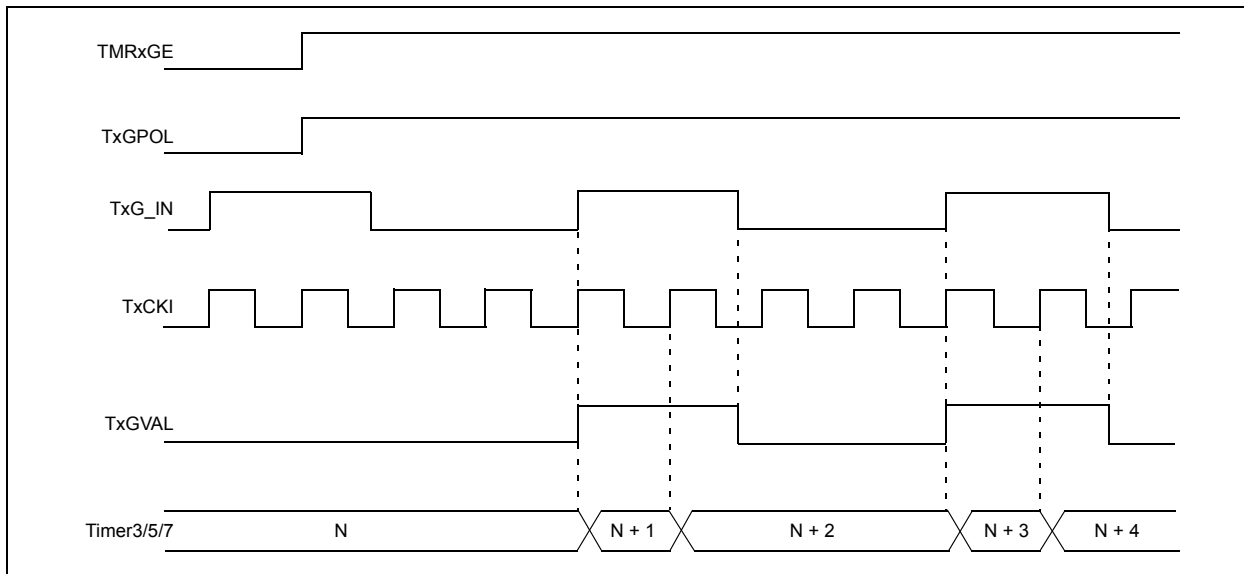 TMRxGE
TxGPOL
TxG_IN
TxCKI
TxGVAL
Timer3/5/7 N N + 1 N + 2 N + 3 N + 4